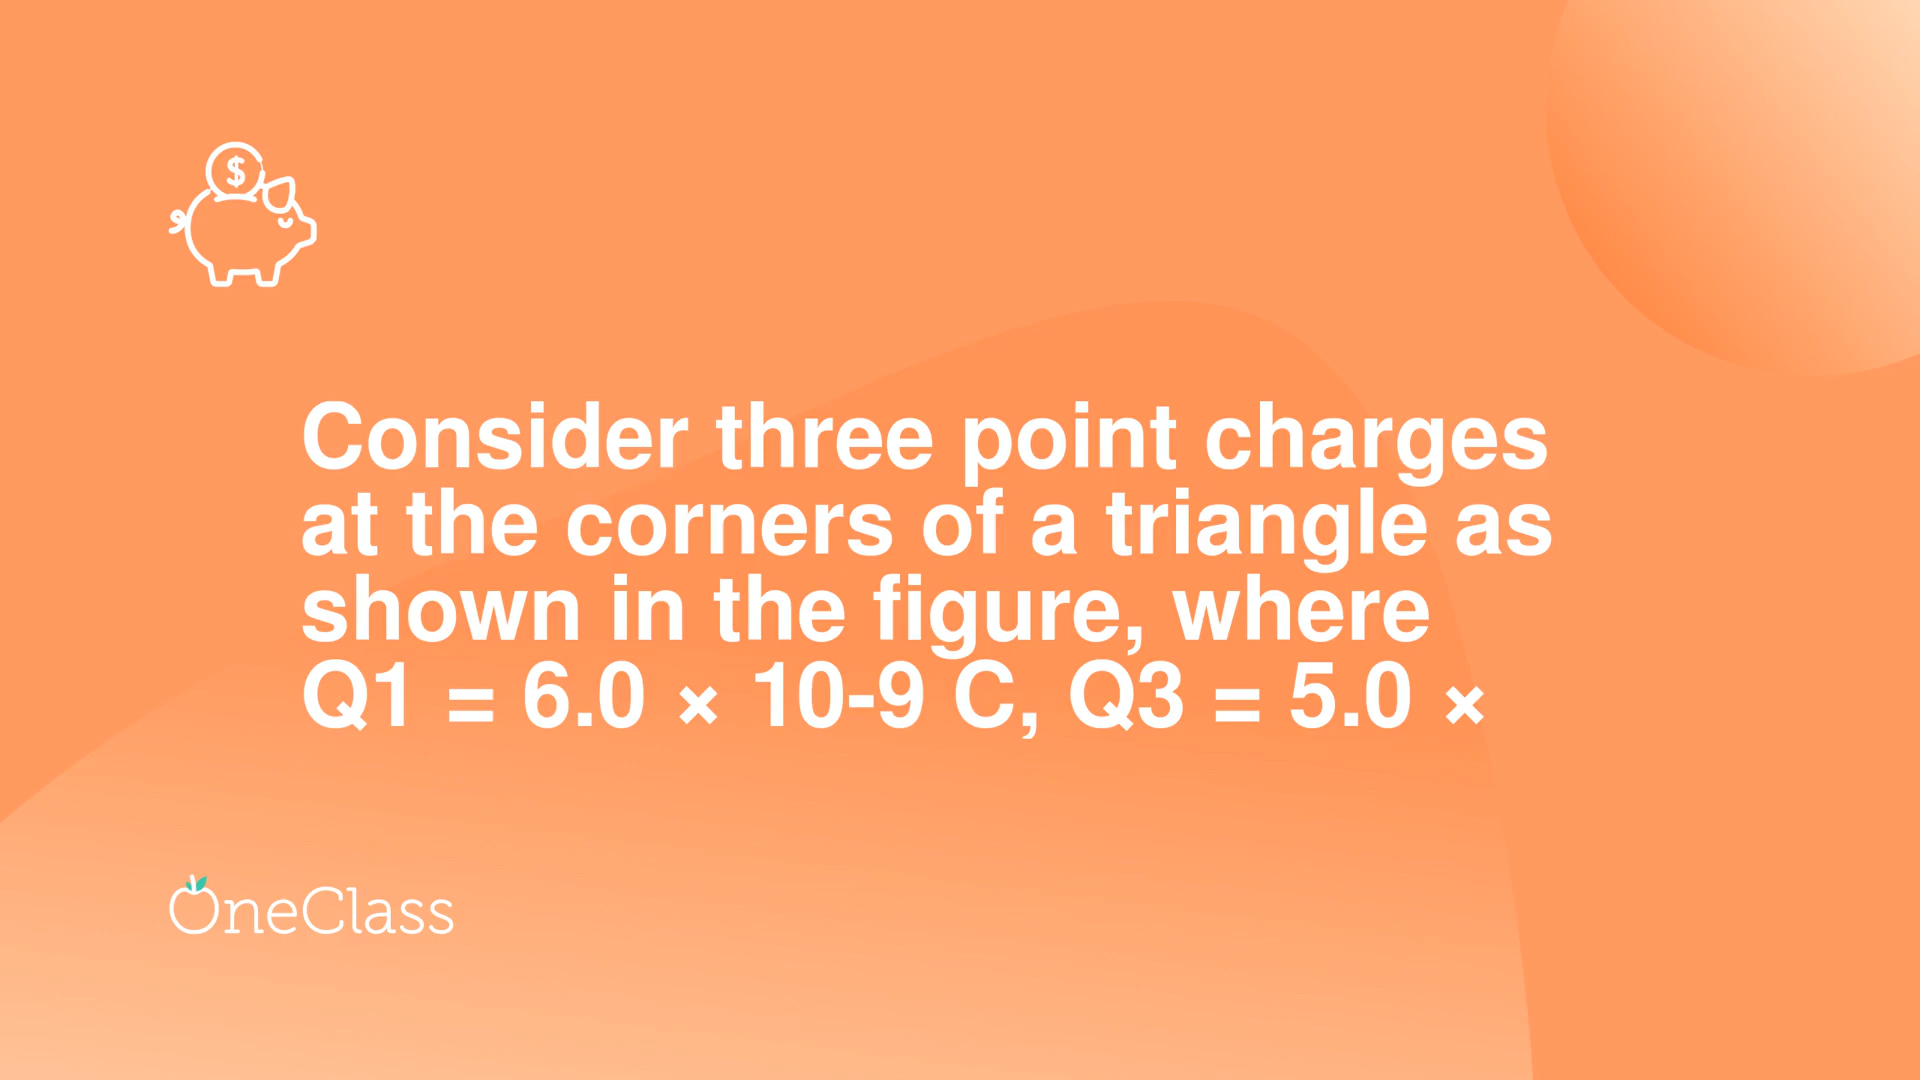 $
Consider three point charges
at the corners of a triangle as
shown in the figure, where
Q1 = 6.0 × 10-9 C, Q3 = 5.0 ×
OneClass